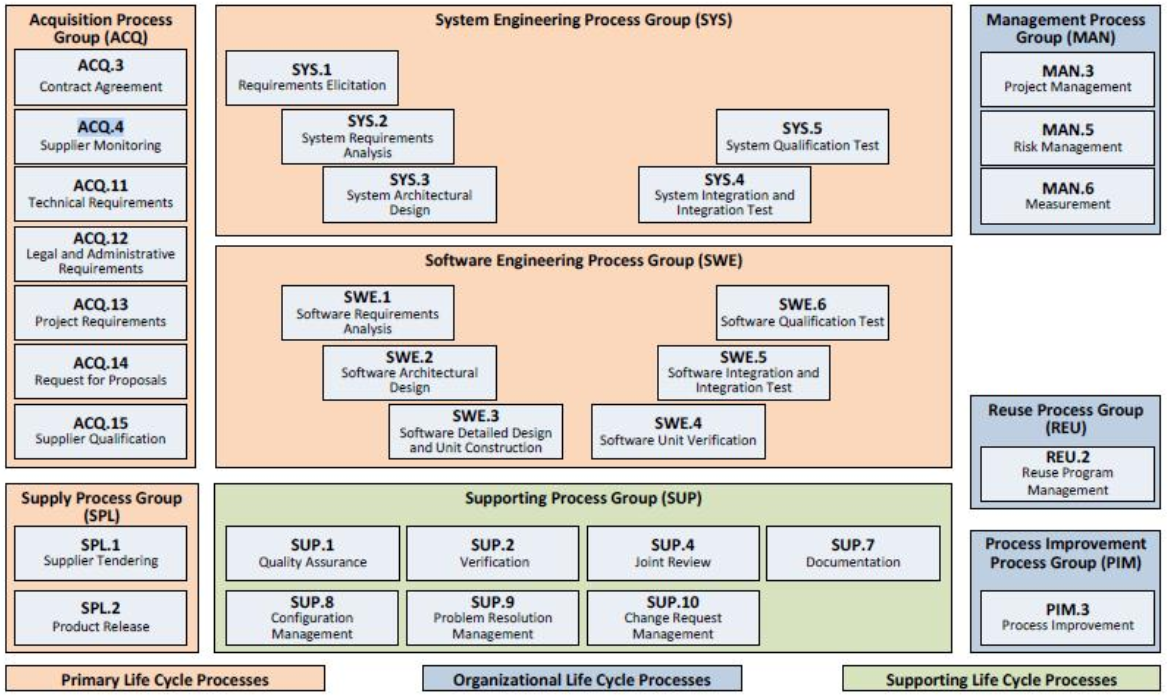 Acquisition Process
Group (ACQ)
ACQ.3
Contract Agreement
ACQ.4
Supplier Monitoring
ACQ.11
Technical Requirements
ACQ.12
Legal and Administrative
Requirements
ACQ.13
Project Requirements
ACQ.14
Request for Proposals
ACQ.15
Supplier Qualification
System Engineering Process Group (SYS)
SYS.1
Requirements Elicitation
SYS.2
System Requirements
Analysis
SYS.3
System Architectural
Design
SYS.5
System Qualification Test
SYS.4
System Integration and
Integration Test
Software Engineering Process Group (SWE)
SWE.1
Software Requirements
Analysis
SWE.2
Software Architectural
Design
SWE.3
Software Detailed Design
and Unit Construction
SWE.6
Software Qualification Test
SWE.5
Software Integration and
Integration Test
SWE.4
Software Unit Verification
Management Process
Group (MAN)
MAN.3
Project Management
MAN.5
Risk Management
MAN.6
Measurement
Reuse Process Group
(REU)
REU.2
Reuse Program
Management
Supply Process Group
(SPL)
SPL.1
Supplier Tendering
SPL.2
Product Release
Supporting Process Group (SUP)
SUP.1
Quality Assurance
SUP.2
Verification
SUP.4
Joint Review
SUP.7
Documentation
SUP.8
Configuration
Management
SUP.9
Problem Resolution
Management
SUP.10
Change Request
Management
Process Improvement
Process Group (PIM)
PIM.3
Process Improvement
Primary Life Cycle Processes
Organizational Life Cycle Processes
Supporting Life Cycle Processes